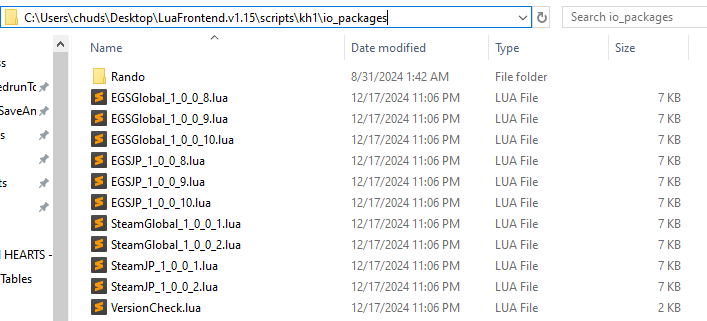 C:\Users\chuds\Desktop\LuaFrontend.v1.15\scripts\kh1\io_packages Search io_packages
Name Date modified Type Size
ss
Rando 8/31/2024 1:42 AM File folder
edrunTc
EGSGlobal_1_0_0_8.lua 12/17/2024 11:06 PM LUA File 7 KB
SaveAn
EGSGlobal_1_0_0_9.lua 12/17/2024 11:06 PM LUA File 7 KB
s
EGSGlobal_1_0_0_10.lua 12/17/2024 11:06 PM LUA File 7 KB
EGSJP_1_0_0_8.lua 12/17/2024 11:06 PM LUA File 7 KB
ts
EGSJP_1_0_0_9.lua 12/17/2024 11:06 PM LUA File 7 KB
EGSJP_1_0_0_10.lua 12/17/2024 11:06 PM LUA File 7 KB
SteamGlobal_1_0_0_1.lua 12/17/2024 11:06 PM LUA File 7 KB
SteamGlobal_1_0_0_2.lua 12/17/2024 11:06 PM LUA File 7 KB
HEARTS -
SteamJP_1_0_0_1.lua 12/17/2024 11:06 PM LUA File 7 KB
Tables
SteamJP_1_0_0_2.lua 12/17/2024 11:06 PM LUA File 7 KB
VersionCheck.lua 12/17/2024 11:06 PM LUA File 2 KB